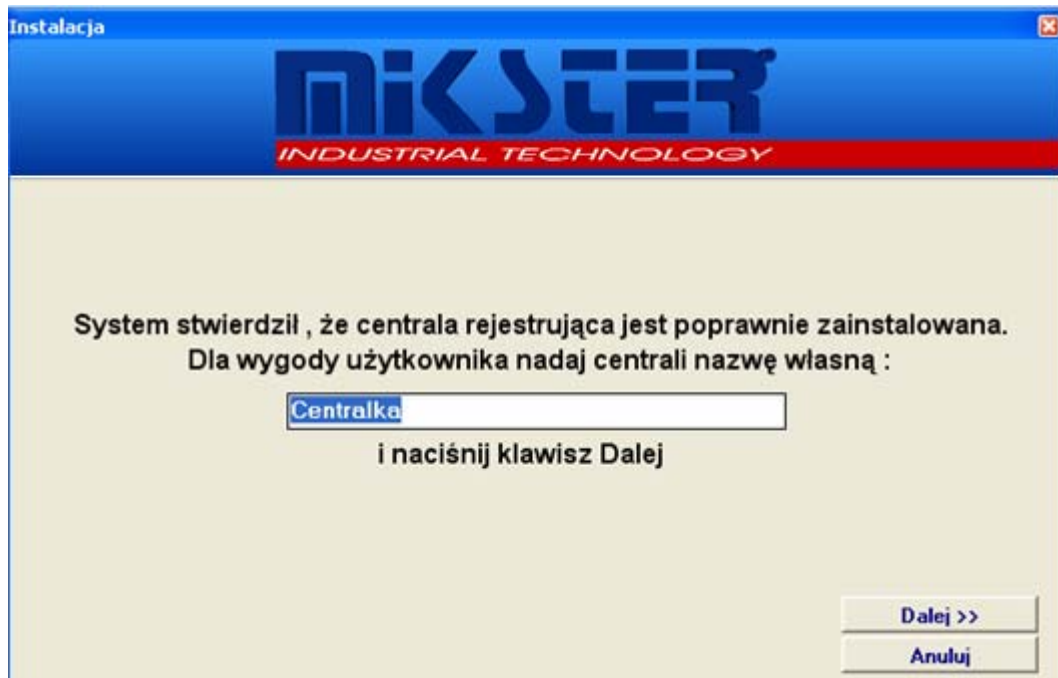 Instalacja
MIKSTER
INDUSTRIAL TECHNOLOGY
System stwierdził , że centrala rejestrująca jest poprawnie zainstalowana.
Dla wygody użytkownika nadaj centrali nazwę własną :
Centralka
i naciśnij klawisz Dalej
Dalej >>
Anuluj